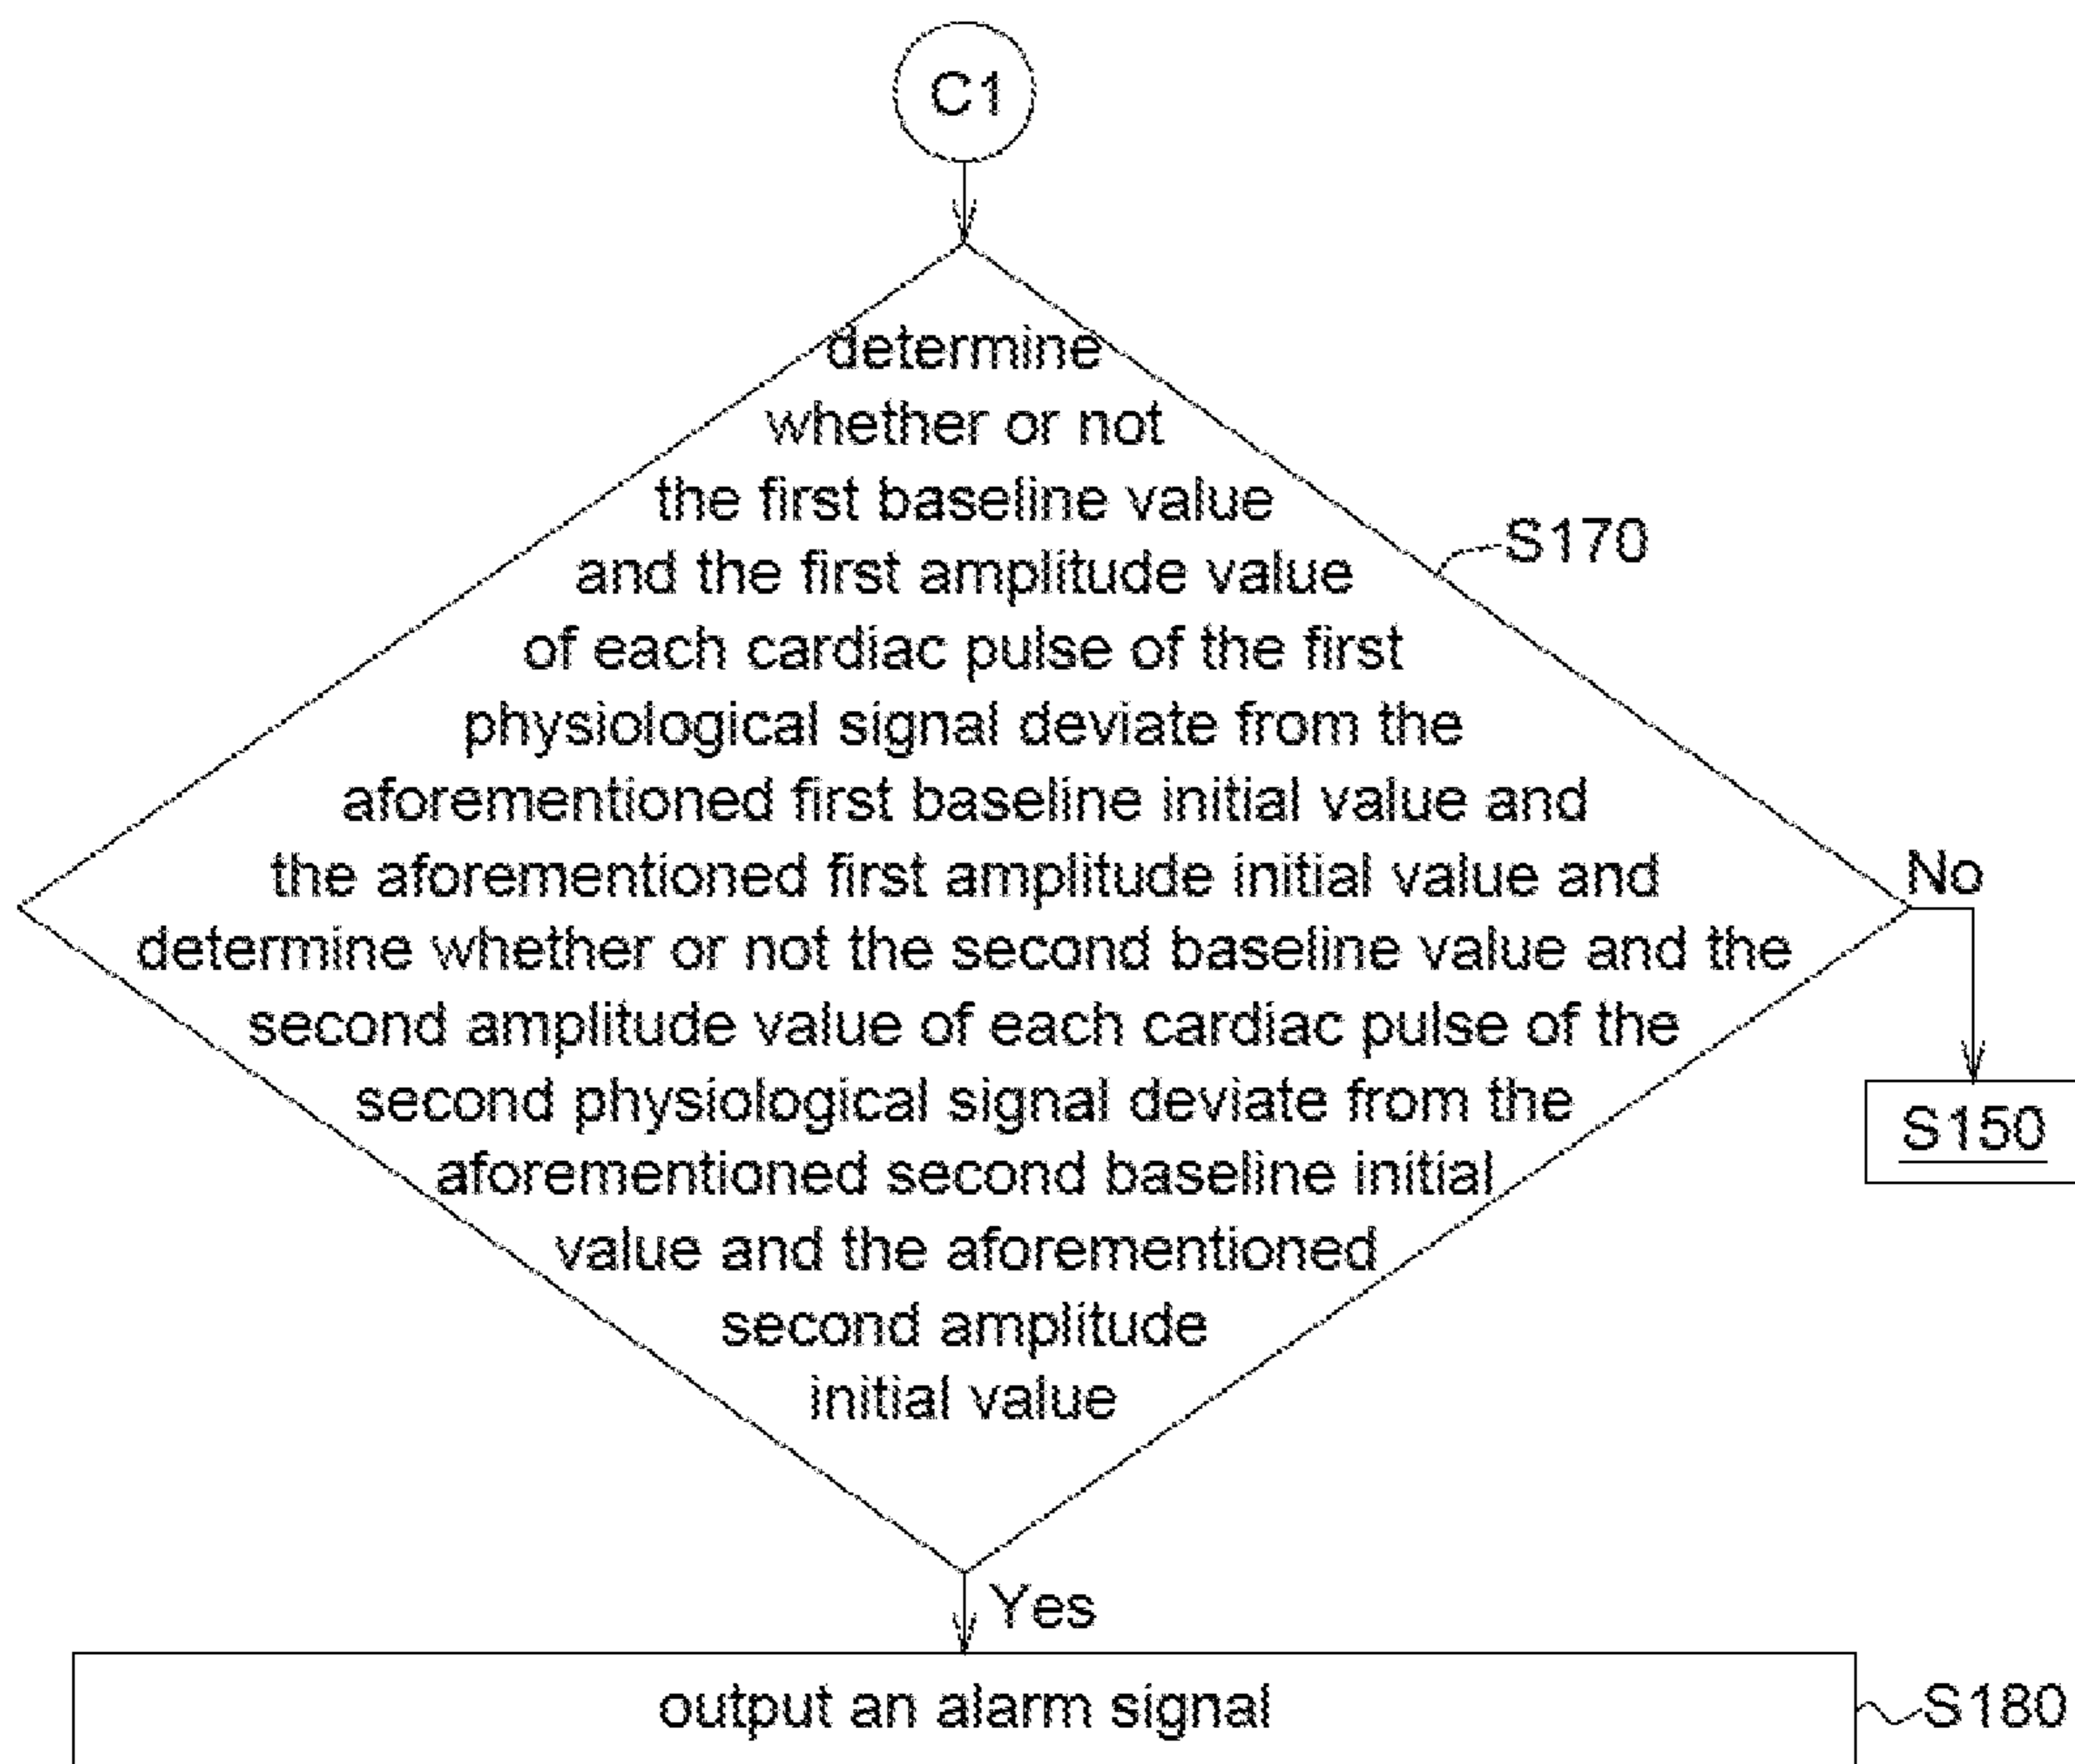 C1
determine
whether or not
the first baseline value
and the first amplitude value
of each cardiac pulse of the first
physiological signal deviate from the
aforementioned first baseline initial value and
the aforementioned first amplitude initial value and
determine whether or not the second baseline value and the
second amplitude value of each cardiac pulse of the
second physiological signal deviate from the
aforementioned second baseline initial
value and the aforementioned
second amplitude
initial value
S170
No
S150
Yes
output an alarm signal
S180